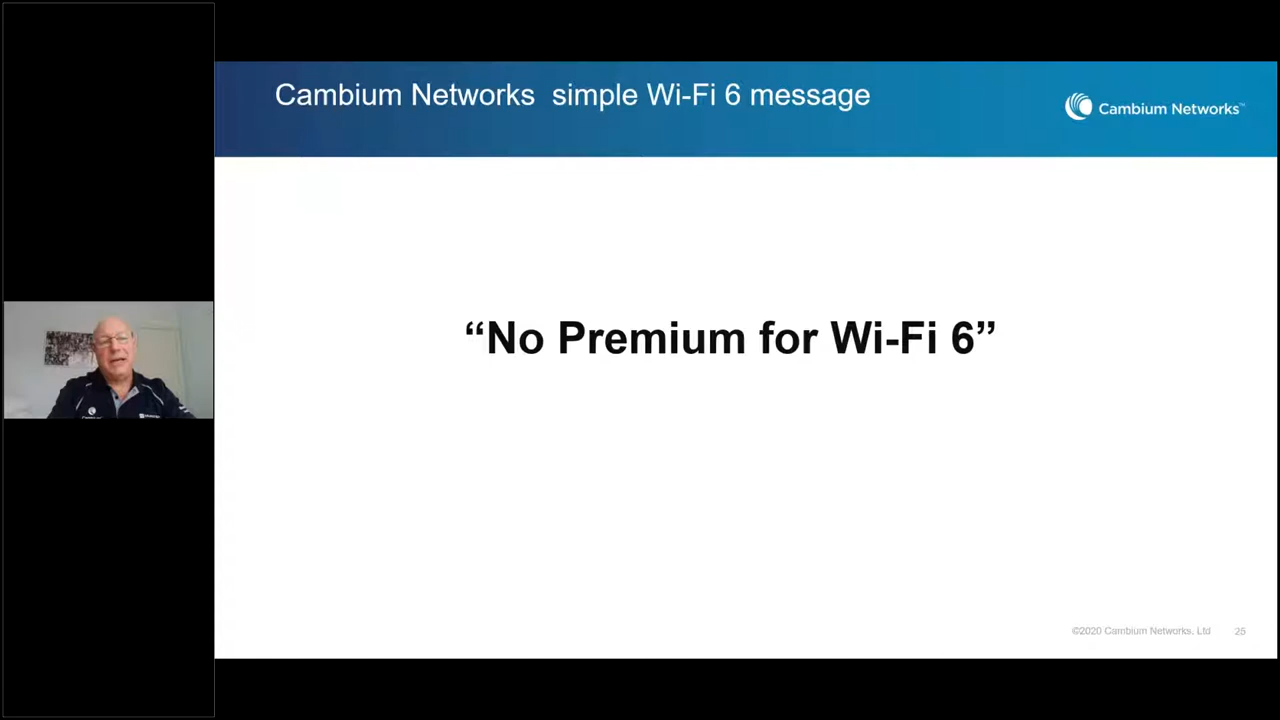 Cambium Networks simple Wi-Fi 6 message
Cambium Networks™
“No Premium for Wi-Fi 6”
©2020 Cambium Networks, Ltd 25